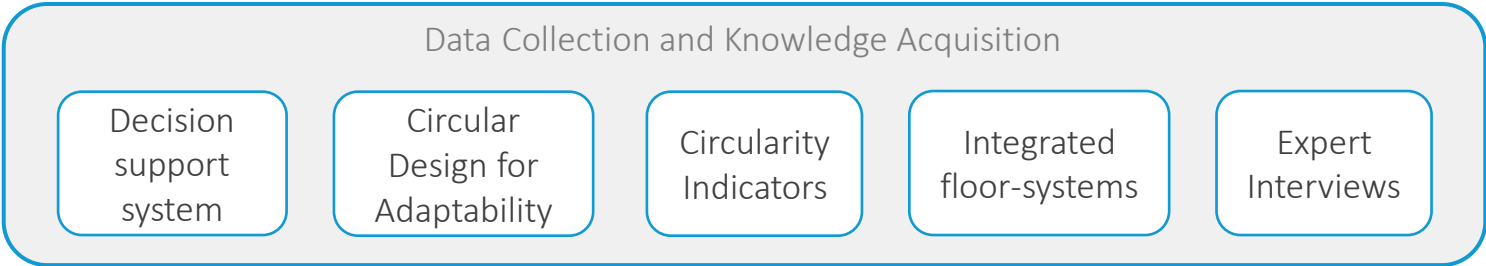 Data Collection and Knowledge Acquisition
Decision
support
system
Circular
Design for
Adaptability
Circularity
Indicators
Integrated
floor-systems
Expert
Interviews